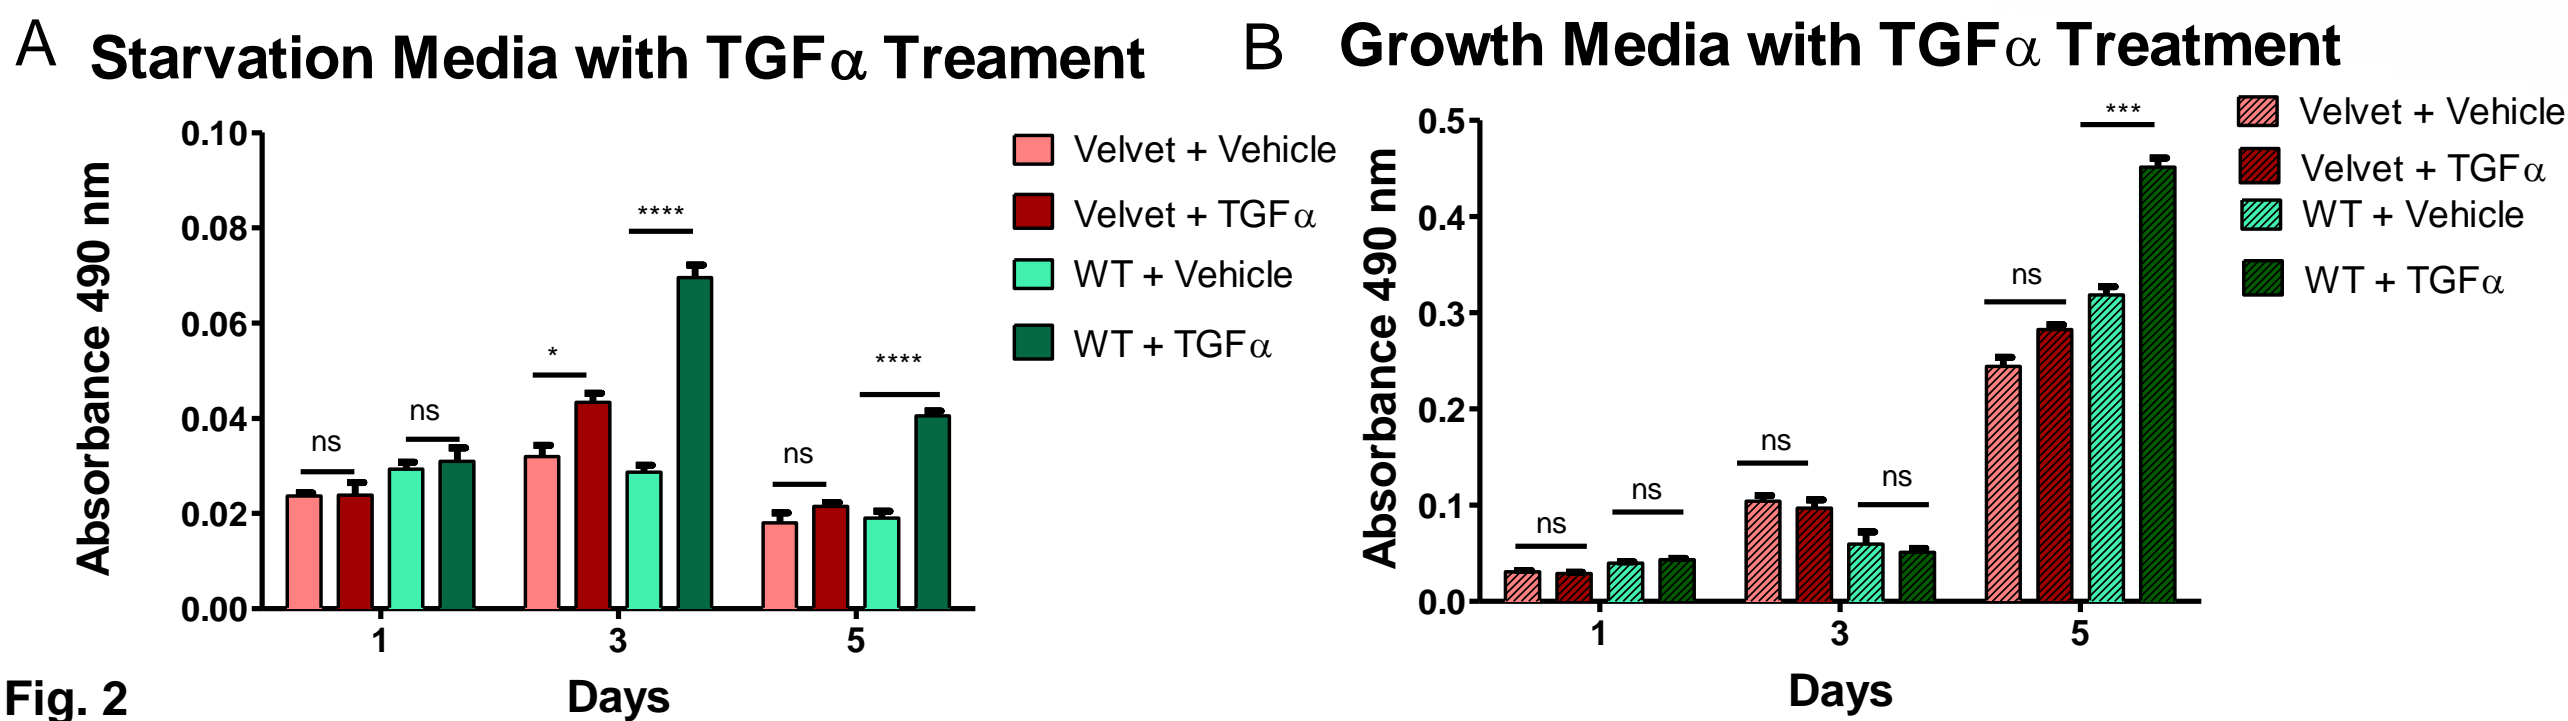 A Starvation Media with TGFα Treament
0.10
0.08
0.06
0.04
0.02
0.00
Absorbance 490 nm
ns
ns
*
****
ns
****
1 3 5
Days
Velvet + Vehicle
Velvet + TGFα
WT + Vehicle
WT + TGFα
B Growth Media with TGFα Treatment
0.5
0.4
0.3
0.2
0.1
0.0
Absorbance 490 nm
ns
ns
ns
ns
ns
***
1 3 5
Days
Velvet + Vehicle
Velvet + TGFα
WT + Vehicle
WT + TGFα
Fig. 2